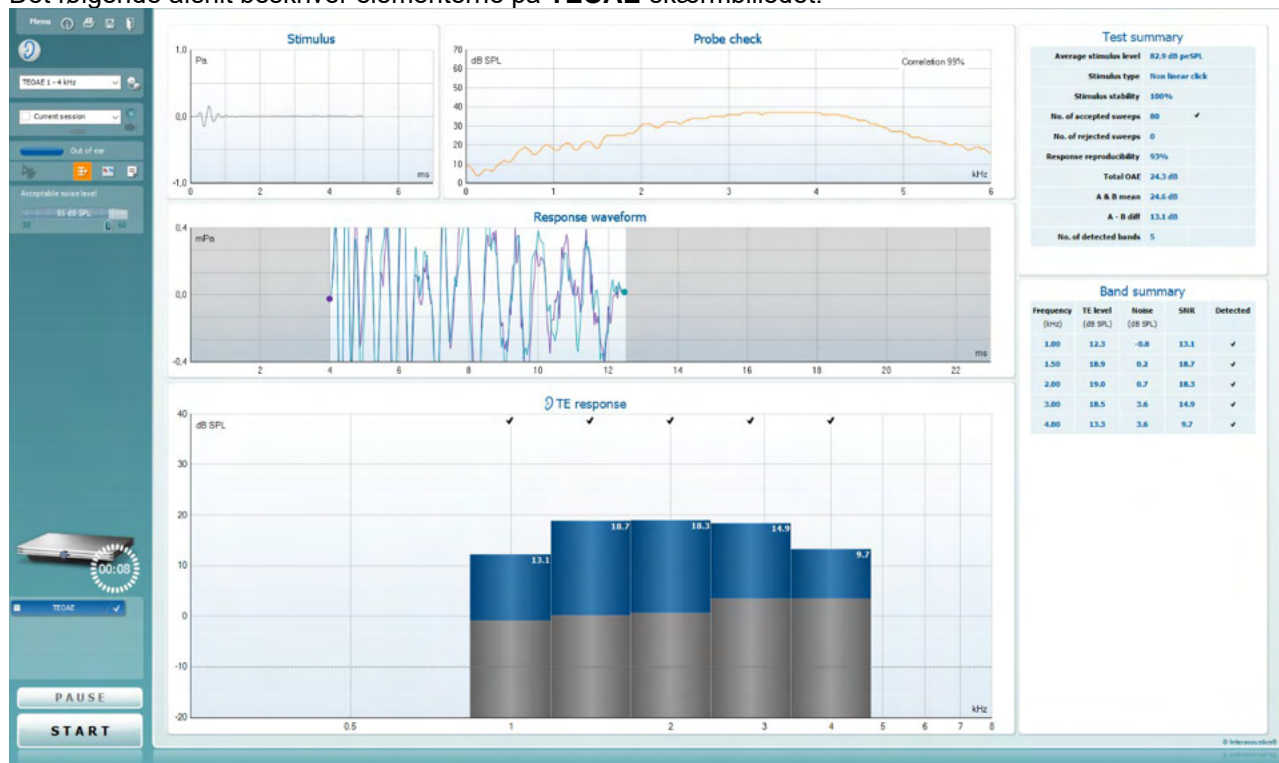 Det følgende afsnit beskriver elementerne på TEOAE-skærmbilledet.
Menu
TEOAE 1 - 4 kHz
Current session
Out of ear
Acceptable noise level
55 dB SPL
30 60
00:08
TEOAE
PAUSE
START
Stimulus
Pa
1,0
0,0
-1,0
0 2 4 6
ms
Probe check
dB SPL
Correlation 99%
70
60
50
40
30
20
10
0
0 1 2 3 4 5 6
kHz
Response waveform
mPa
0,4
0,0
-0,4
2 4 6 8 10 12 14 16 18 20 22
ms
TE response
dB SPL
40
30
20
10
0
-10
-20
13.1 18.7 18.3 14.9 9.7
0.5 1 2 3 4 5 6 7 8
kHz
Test summary
Average stimulus level 82.9 dB peSPL
Stimulus type Non linear click
Stimulus stability 100%
No. of accepted sweeps 80 ✔
No. of rejected sweeps 0
Response reproducibility 93%
Total OAE 24.3 dB
A & B mean 24.6 dB
A - B diff 13.1 dB
No. of detected bands 5
Band summary
Frequency TE level Noise SNR Detected
(kHz) (dB SPL) (dB SPL)
1.00 12.3 -0.8 13.1 ✔
1.50 18.9 0.2 18.7 ✔
2.00 19.0 0.7 18.3 ✔
3.00 18.5 3.6 14.9 ✔
4.00 13.3 3.6 9.7 ✔
® Interacoustics®